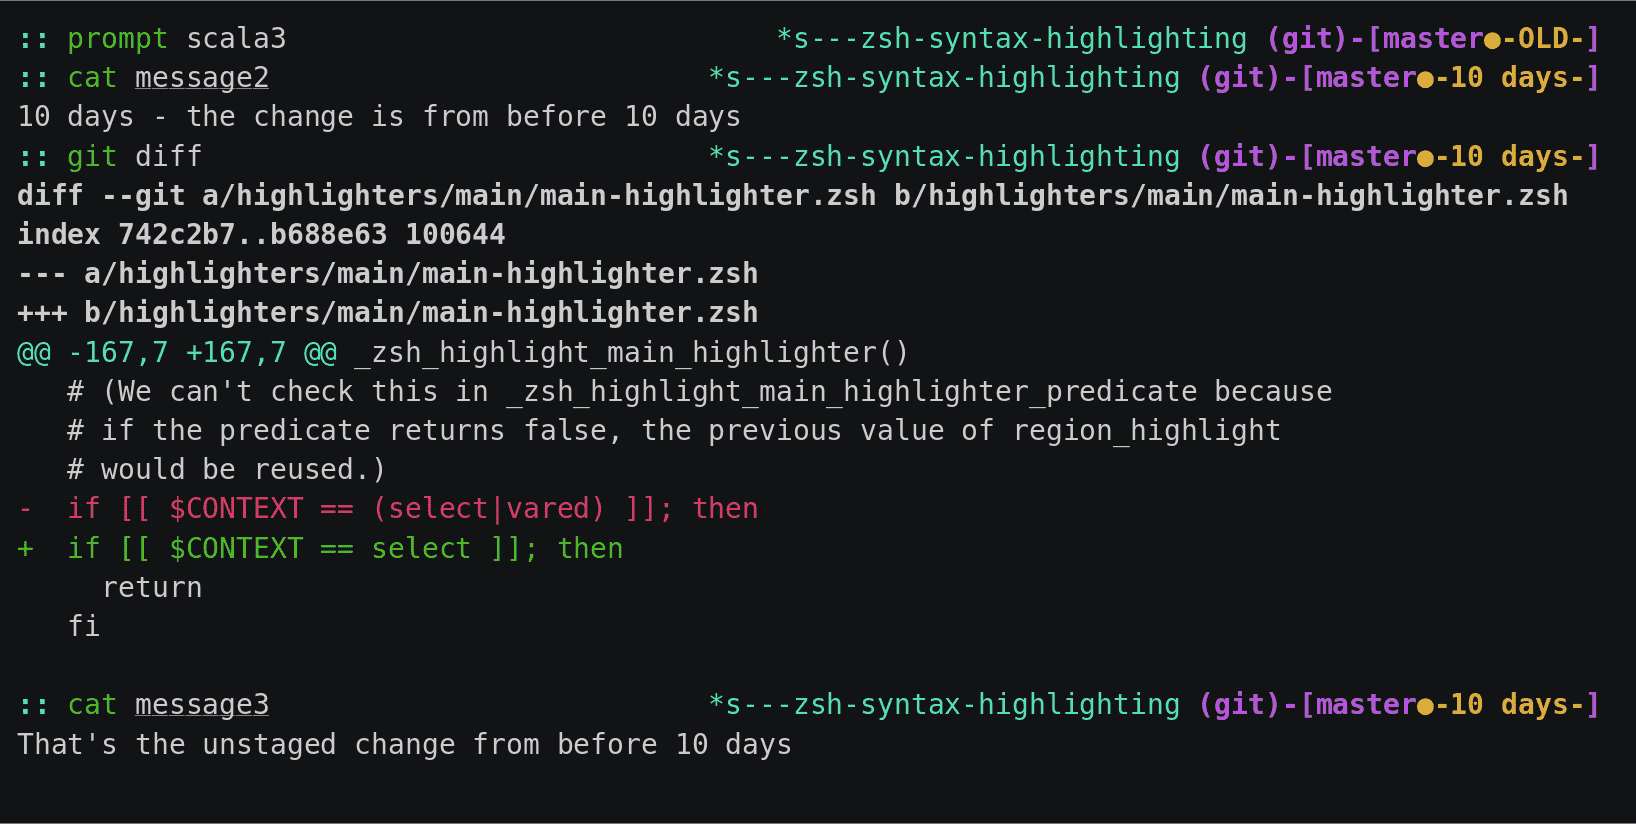 :: prompt scala3 *s---zsh-syntax-highlighting (git)-[master●-OLD-]
:: cat message2 *s---zsh-syntax-highlighting (git)-[master●-10 days-]
10 days - the change is from before 10 days
:: git diff *s---zsh-syntax-highlighting (git)-[master●-10 days-]
diff --git a/highlighters/main/main-highlighter.zsh b/highlighters/main/main-highlighter.zsh
index 742c2b7..b688e63 100644
--- a/highlighters/main/main-highlighter.zsh
+++ b/highlighters/main/main-highlighter.zsh
@@ -167,7 +167,7 @@ _zsh_highlight_main_highlighter()
   # (We can't check this in _zsh_highlight_main_highlighter_predicate because
   # if the predicate returns false, the previous value of region_highlight
   # would be reused.)
-  if [[ $CONTEXT == (select|vared) ]]; then
+  if [[ $CONTEXT == select ]]; then
     return
   fi
:: cat message3 *s---zsh-syntax-highlighting (git)-[master●-10 days-]
That's the unstaged change from before 10 days